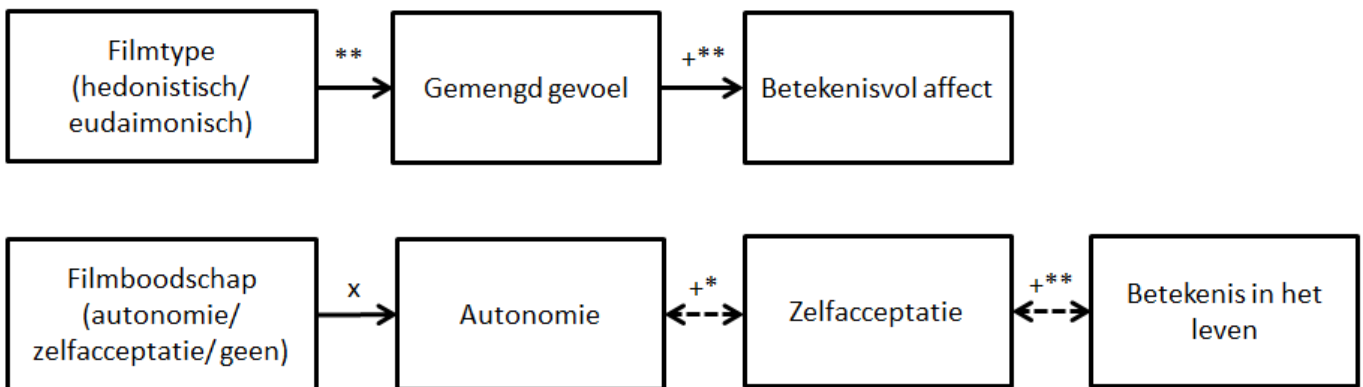 Filmtype
(hedonistisch/
eudaimonisch)
**
Gemengd gevoel
+**
Betekenisvol affect
Filmboodschap
(autonomie/
zelfacceptatie/geen)
x
Autonomie
+*
Zelfacceptatie
+**
Betekenis in het
leven